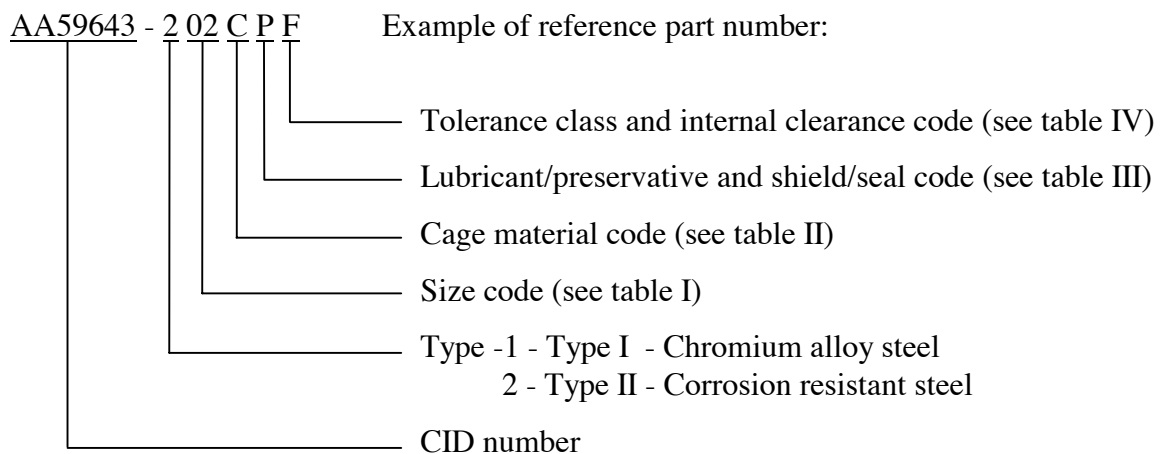 AA59643 - 2 02 C P F Example of reference part number:
Tolerance class and internal clearance code (see table IV)
Lubricant/preservative and shield/seal code (see table III)
Cage material code (see table II)
Size code (see table I)
Type -1 - Type I - Chromium alloy steel
2 - Type II - Corrosion resistant steel
CID number